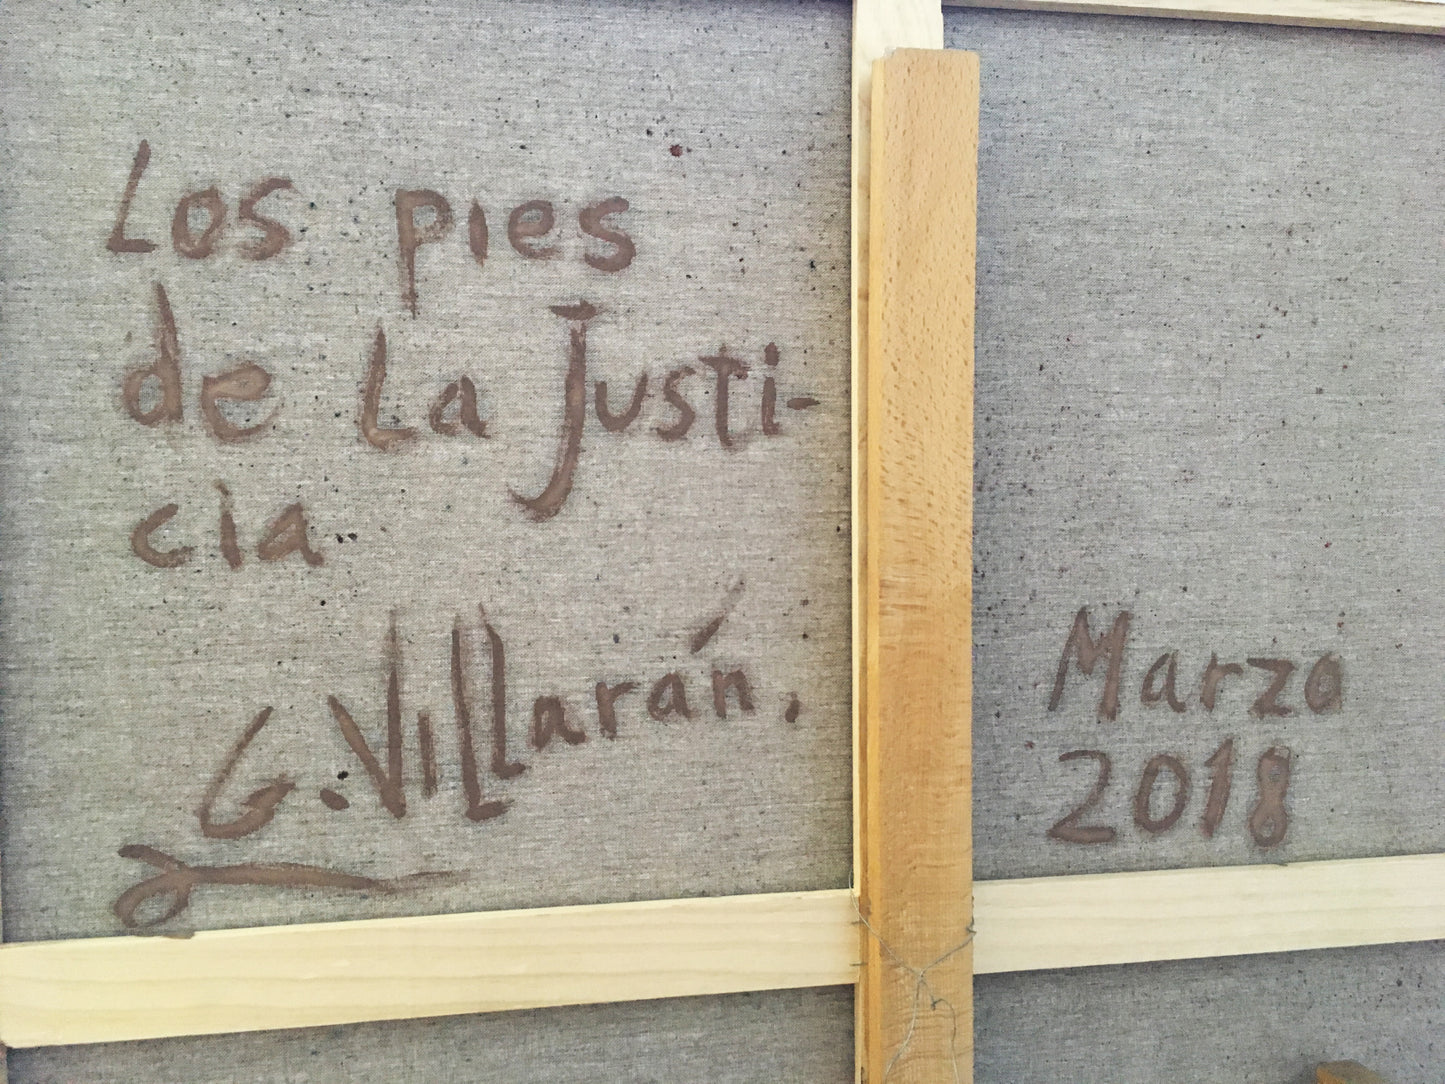 Los pies
de La Justi-
cia
G. Villarán,
Marzo
2018